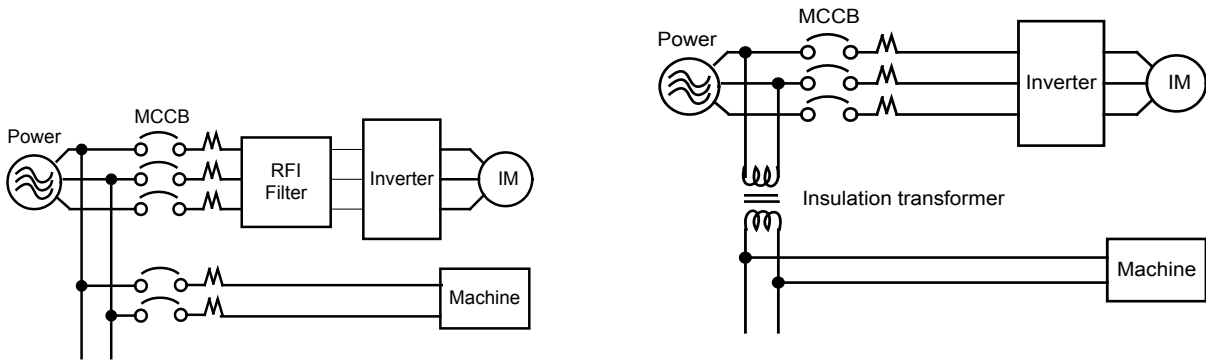 MCCB
Power
RFI
Filter
Inverter
IM
Machine
MCCB
Power
Inverter
IM
Insulation transformer
Machine